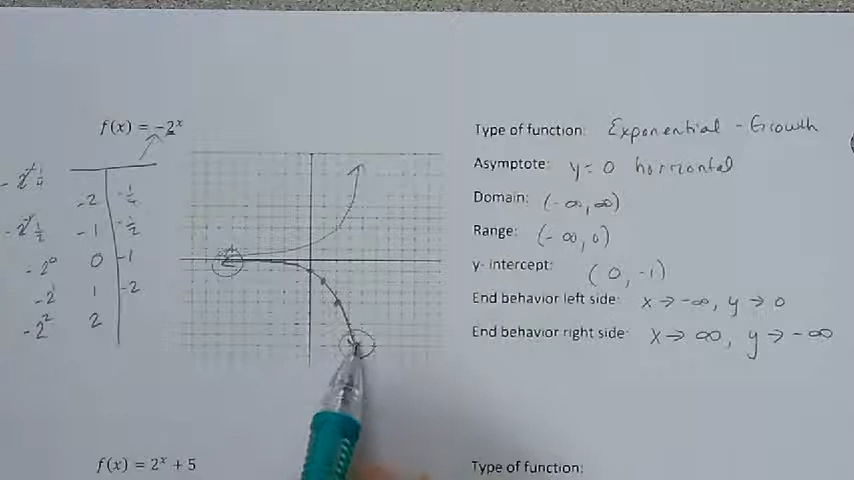 f(x) = -2^x
Type of function: Exponential - Growth
Asymptote: y = 0 horizontal
Domain: (-∞, ∞)
Range: (-∞, 0)
y- intercept: (0, -1)
End behavior left side: x → -∞, y → 0
End behavior right side: x → ∞, y → -∞
-2 -1/4
-1 -1/2
-2^0 0 -1
-2^1 1 -2
-2^2 2
f(x) = 2^x + 5
Type of function: